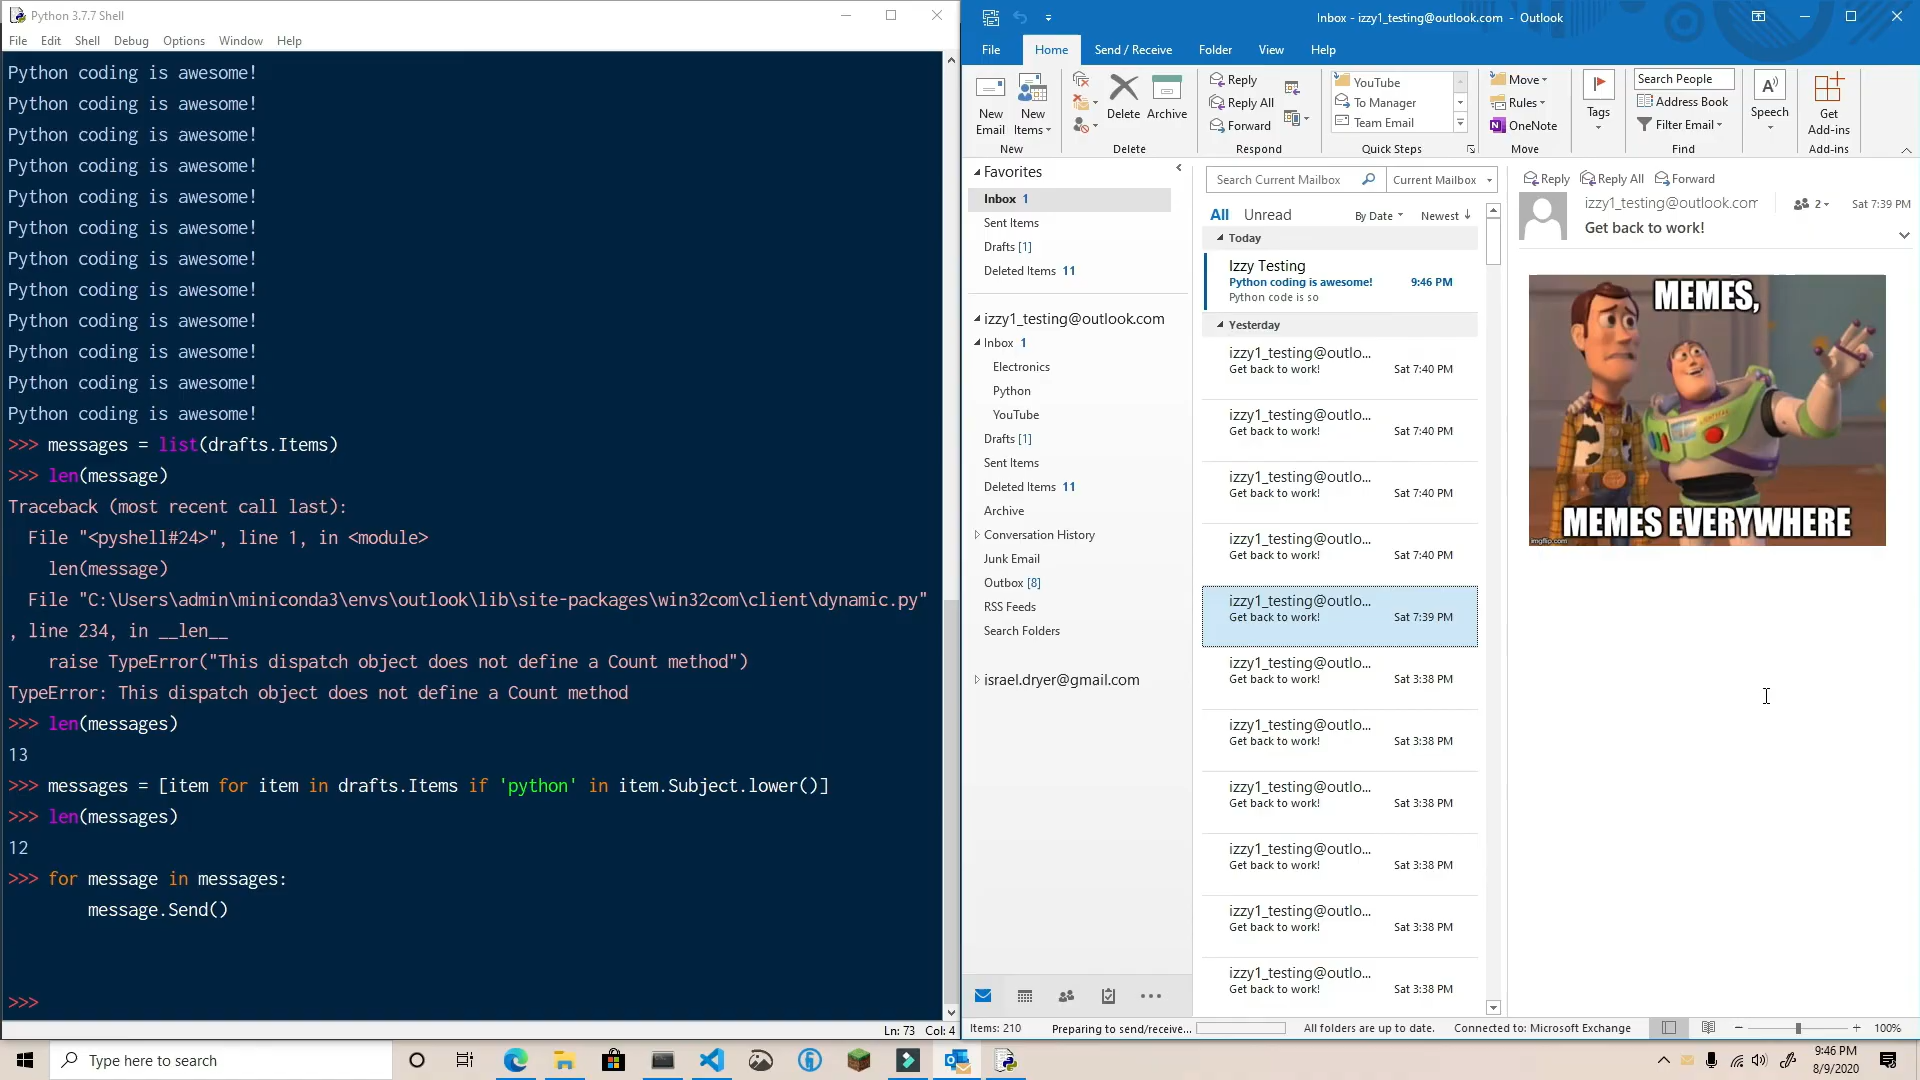 Python 3.7.7 Shell
File Edit Shell Debug Options Window Help
Python coding is awesome!
Python coding is awesome!
Python coding is awesome!
Python coding is awesome!
Python coding is awesome!
Python coding is awesome!
Python coding is awesome!
Python coding is awesome!
Python coding is awesome!
Python coding is awesome!
Python coding is awesome!
Python coding is awesome!
>>> messages = list(drafts.Items)
>>> len(message)
Traceback (most recent call last):
File "<pyshell#24>", line 1, in <module>
len(message)
File "C:\Users\admin\miniconda3\envs\outlook\lib\site-packages\win32com\client\dynamic.py"
, line 234, in __len__
raise TypeError("This dispatch object does not define a Count method")
TypeError: This dispatch object does not define a Count method
>>> len(messages)
13
>>> messages = [item for item in drafts.Items if 'python' in item.Subject.lower()]
>>> len(messages)
12
>>> for message in messages:
message.Send()
>>>
Ln: 73 Col: 4
Inbox - izzy1_testing@outlook.com - Outlook
File Home Send / Receive Folder View Help
New Email
New Items
New
Delete
Archive
Delete
Reply
Reply All
Forward
Respond
YouTube
To Manager
Team Email
Quick Steps
Move
Rules
OneNote
Move
Tags
Search People
Address Book
Filter Email
Find
Speech
Get Add-ins
Add-ins
Favorites
Inbox 1
Sent Items
Drafts [1]
Deleted Items 11
izzy1_testing@outlook.com
Inbox 1
Electronics
Python
YouTube
Drafts [1]
Sent Items
Deleted Items 11
Archive
Conversation History
Junk Email
Outbox [8]
RSS Feeds
Search Folders
israel.dryer@gmail.com
Search Current Mailbox Current Mailbox
All Unread By Date Newest ↓
Today
Izzy Testing
Python coding is awesome! 9:46 PM
Python code is so
Yesterday
izzy1_testing@outlo...
Get back to work! Sat 7:40 PM
izzy1_testing@outlo...
Get back to work! Sat 7:40 PM
izzy1_testing@outlo...
Get back to work! Sat 7:40 PM
izzy1_testing@outlo...
Get back to work! Sat 7:40 PM
izzy1_testing@outlo...
Get back to work! Sat 7:39 PM
izzy1_testing@outlo...
Get back to work! Sat 3:38 PM
izzy1_testing@outlo...
Get back to work! Sat 3:38 PM
izzy1_testing@outlo...
Get back to work! Sat 3:38 PM
izzy1_testing@outlo...
Get back to work! Sat 3:38 PM
izzy1_testing@outlo...
Get back to work! Sat 3:38 PM
izzy1_testing@outlo...
Get back to work! Sat 3:38 PM
Reply Reply All Forward
izzy1_testing@outlook.com 2 Sat 7:39 PM
Get back to work!
MEMES,
MEMES EVERYWHERE
imgflip.com
Items: 210 Preparing to send/receive... All folders are up to date. Connected to: Microsoft Exchange 100%
Type here to search
9:46 PM
8/9/2020